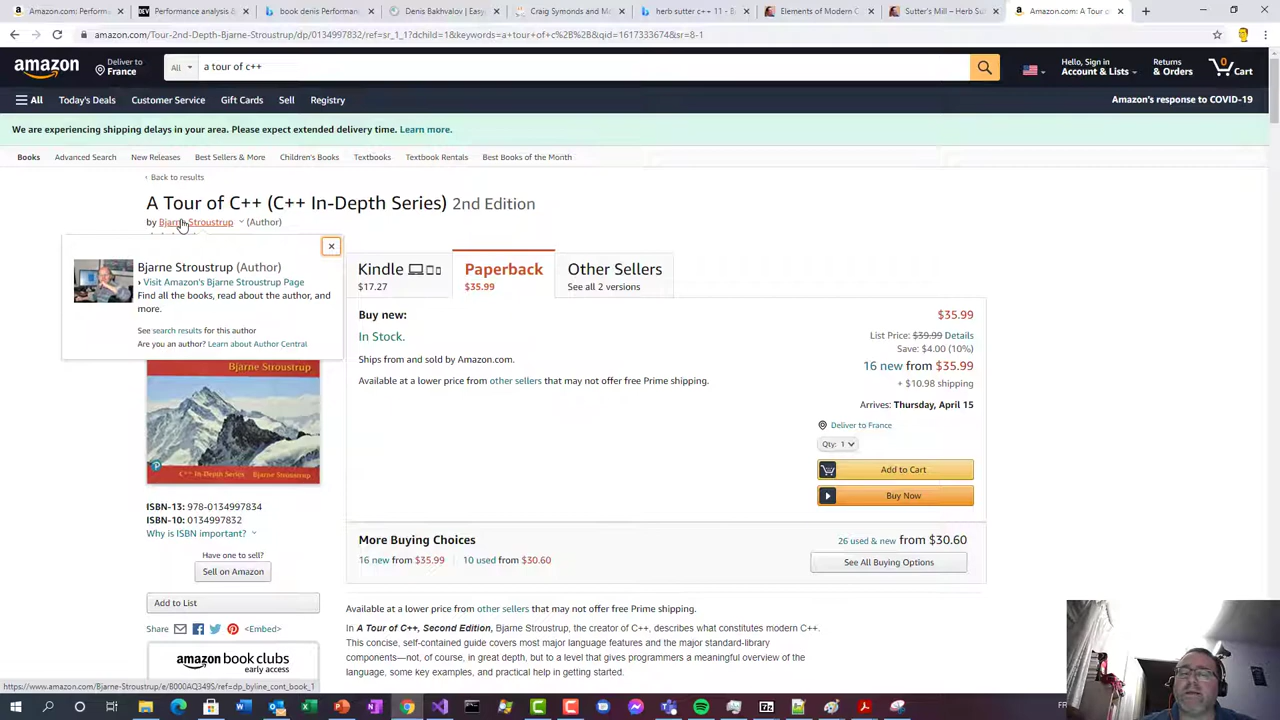 Amazon.com: A Tour of C+
Performance analysis &
book denis Performanc
Denis Bakhvalov | Easy
Craig Symonds and Mo
herb sutter c++ 11 - B
Elements of Modern C
Sutter's Mill – Herb Sut
Amazon.com: A Tour o
amazon.com/Tour-2nd-Depth-Bjarne-Stroustrup/dp/0134997832/ref=sr_1_1?dchild=1&keywords=a+tour+of+c%2B%2B&qid=1617333674&sr=8-1
amazon
Deliver to
France
All
a tour of c++
Hello, Sign in
Account & Lists
Returns
& Orders
0
Cart
All
Today's Deals
Customer Service
Gift Cards
Sell
Registry
Amazon's response to COVID-19
We are experiencing shipping delays in your area. Please expect extended delivery time. Learn more.
Books
Advanced Search
New Releases
Best Sellers & More
Children's Books
Textbooks
Textbook Rentals
Best Books of the Month
‹ Back to results
A Tour of C++ (C++ In-Depth Series) 2nd Edition
by Bjarne Stroustrup (Author)
Bjarne Stroustrup (Author)
› Visit Amazon's Bjarne Stroustrup Page
Find all the books, read about the author, and
more.
See search results for this author
Are you an author? Learn about Author Central
Bjarne Stroustrup
C++ In-Depth Series
Bjarne Stroustrup
Kindle
$17.27
Paperback
$35.99
Other Sellers
See all 2 versions
Buy new:
$35.99
In Stock.
List Price: $39.99 Details
Save: $4.00 (10%)
Ships from and sold by Amazon.com.
16 new from $35.99
Available at a lower price from other sellers that may not offer free Prime shipping.
+ $10.98 shipping
Arrives: Thursday, April 15
Deliver to France
Qty: 1
Add to Cart
Buy Now
ISBN-13: 978-0134997834
ISBN-10: 0134997832
Why is ISBN important?
Have one to sell?
Sell on Amazon
Add to List
Share
<Embed>
amazon book clubs
early access
More Buying Choices
26 used & new from $30.60
16 new from $35.99
10 used from $30.60
See All Buying Options
Available at a lower price from other sellers that may not offer free Prime shipping.
In A Tour of C++, Second Edition, Bjarne Stroustrup, the creator of C++, describes what constitutes modern C++.
This concise, self-contained guide covers most major language features and the major standard-library
components—not, of course, in great depth, but to a level that gives programmers a meaningful overview of the
language, some key examples, and practical help in getting started.
https://www.amazon.com/Bjarne-Stroustrup/e/B000AQ349S/ref=dp_byline_cont_book_1
FR